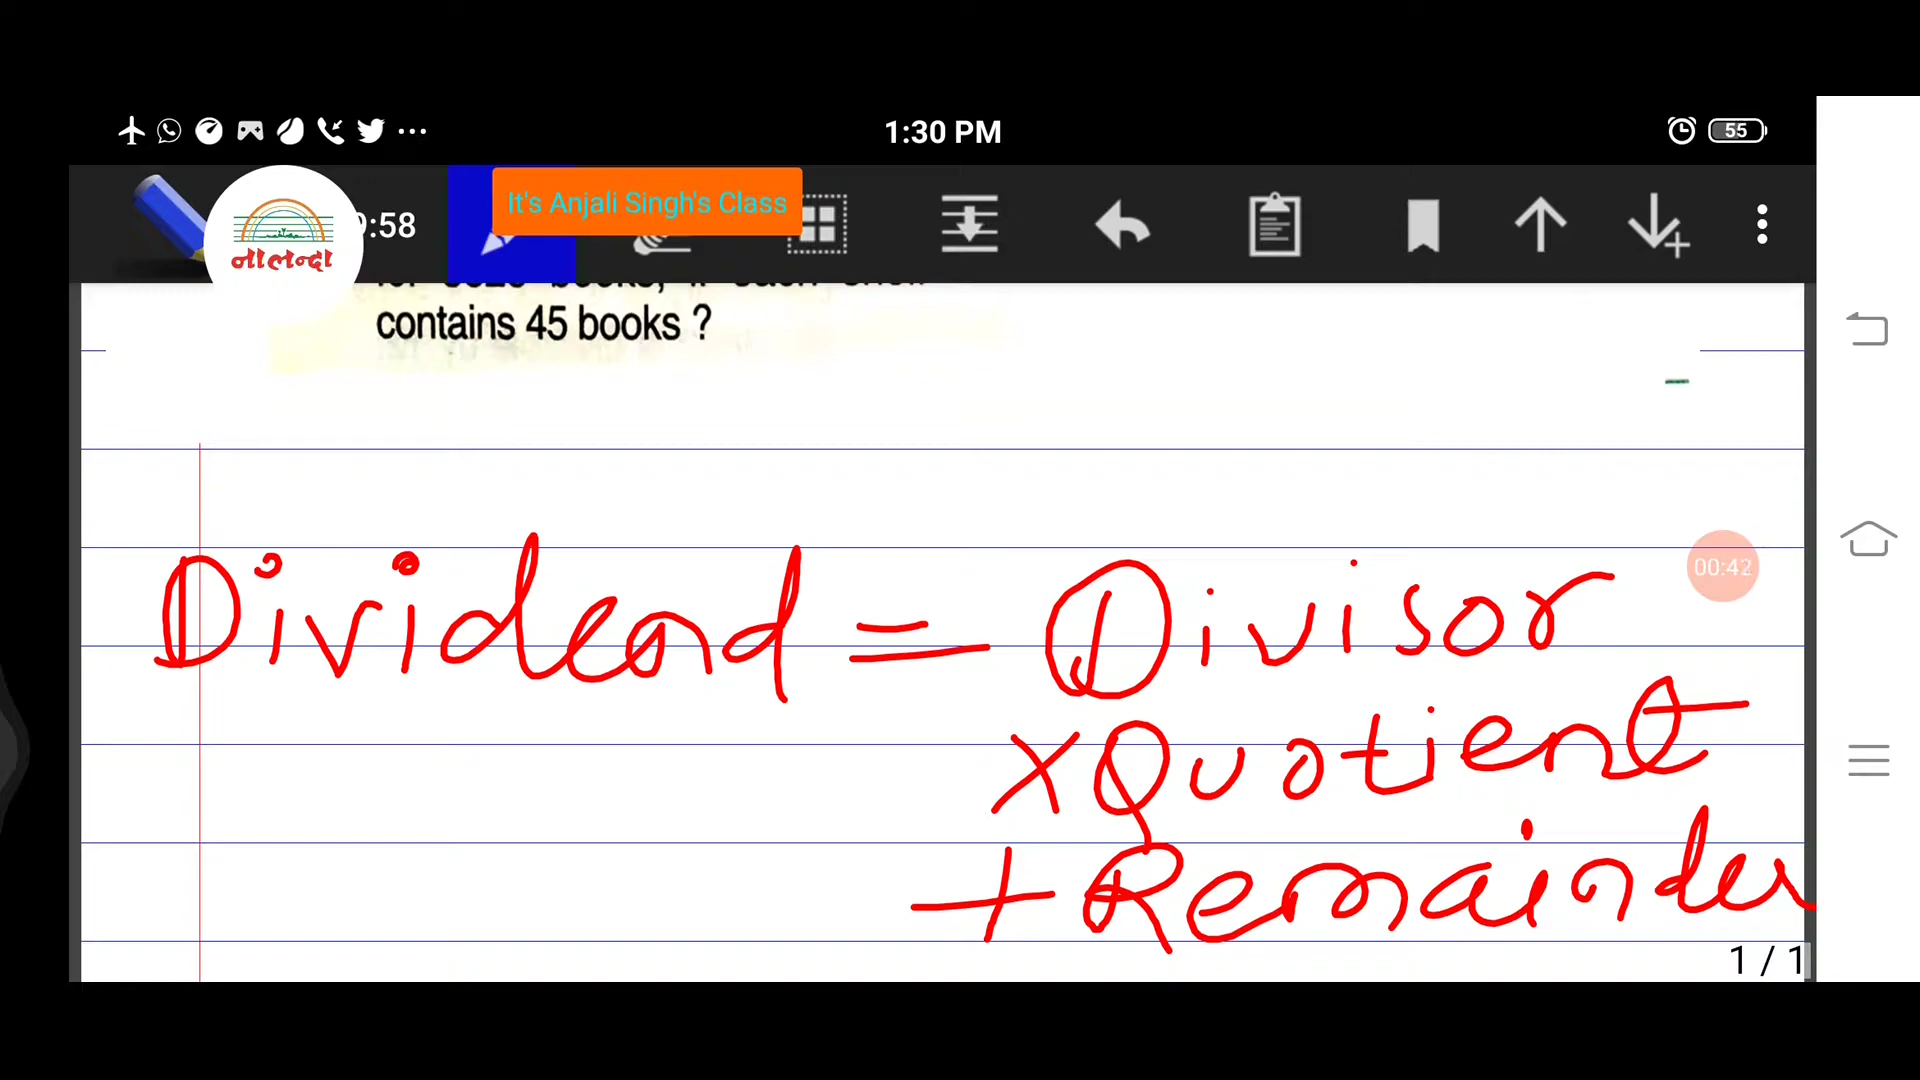 1:30 PM
55
:58
It's Anjali Singh's Class
नालन्दा
contains 45 books ?
00:42
Dividend = Divisor
× Quotient
+ Remainder
1 / 1